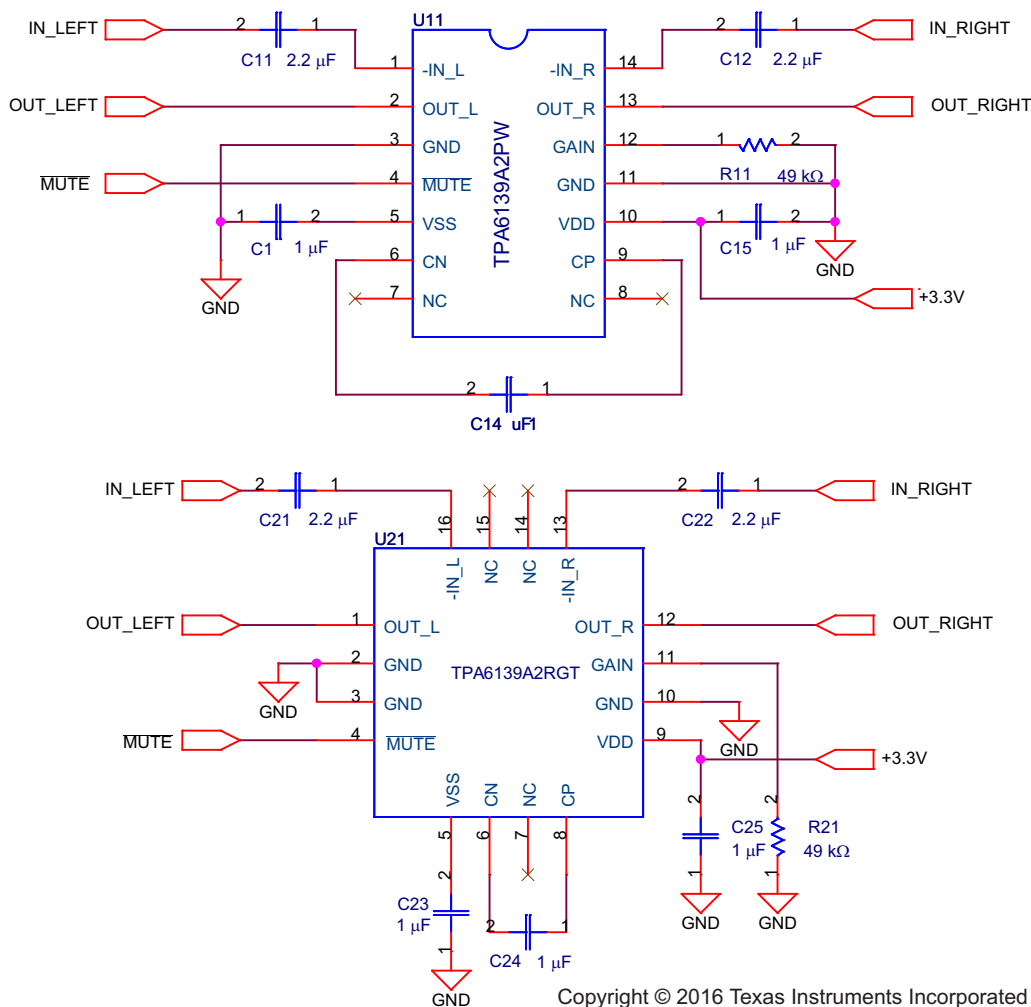 U11
IN_LEFT 2 1 2 1 IN_RIGHT
C11 2.2 µF C12 2.2 µF
1 -IN_L -IN_R 14
OUT_LEFT 2 OUT_L OUT_R 13 OUT_RIGHT
3 GND GAIN 12 1 2
R11 49 kΩ
MUTE 4 MUTE GND 11
TPA6139A2PW
1 2 5 VSS VDD 10 1 2
C1 1 µF C15 1 µF
6 CN CP 9
GND GND
7 NC NC 8 +3.3V
2 1
C14 uF1
IN_LEFT 2 1 2 1 IN_RIGHT
C21 2.2 µF C22 2.2 µF
16 15 14 13
U21
-IN_L NC NC -IN_R
OUT_LEFT 1 OUT_L OUT_R 12 OUT_RIGHT
2 GND GAIN 11
TPA6139A2RGT
GND 3 GND GND 10
MUTE 4 MUTE VDD 9 GND
+3.3V
VSS CN NC CP
5 6 7 8
2 2
C25 R21
1 µF 49 kΩ
1 1
2
C23
1 µF
2 1
1 C24 1 µF
GND GND
GND
Copyright © 2016 Texas Instruments Incorporated